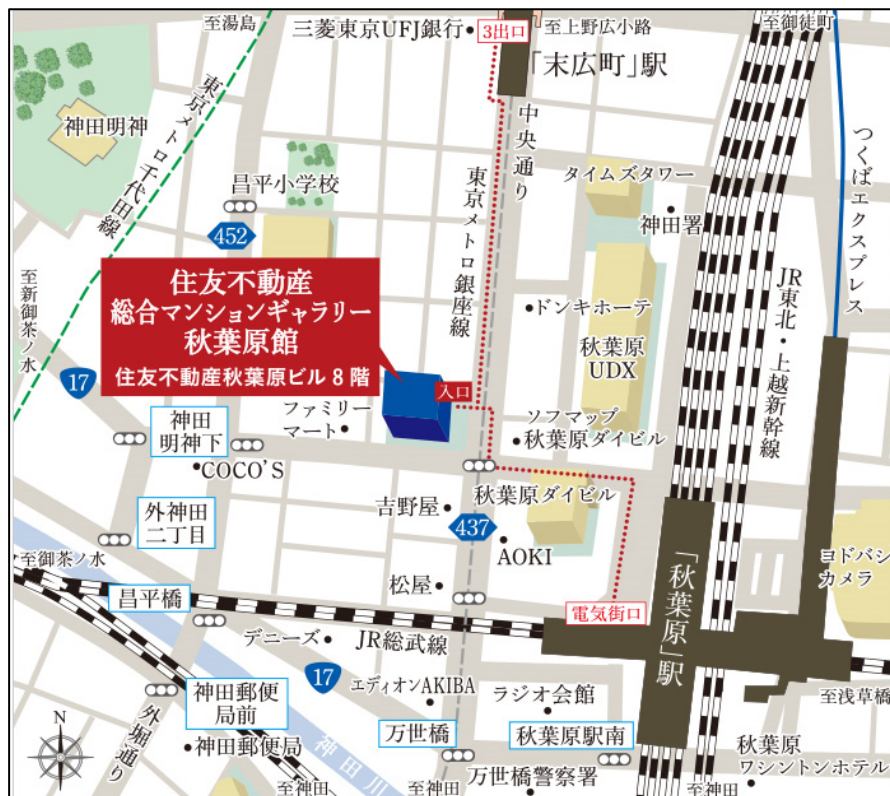 至湯島
三菱東京UFJ銀行
3出口
至上野広小路
至御徒町
「末広町」駅
神田明神
東京メトロ千代田線
中央通り
つくばエクスプレス
昌平小学校
タイムズタワー
452
東京メトロ銀座線
神田署
至新御茶ノ水
住友不動産
総合マンションギャラリー
秋葉原館
住友不動産秋葉原ビル8階
ドンキホーテ
JR東北・上越新幹線
秋葉原
UDX
17
入口
ファミリー
マート
神田
明神下
ソフマップ
秋葉原ダイビル
COCO'S
秋葉原ダイビル
外神田
二丁目
吉野屋
437
AOKI
至御茶ノ水
ヨドバシ
カメラ
昌平橋
松屋
電気街口
「秋葉原」駅
デニーズ
JR総武線
17
神田郵便
局前
エディオンAKIBA
ラジオ会館
至浅草橋
外堀通り
神田郵便局
万世橋
秋葉原駅南
秋葉原
ワシントンホテル
N
神田川
至神田
至神田
万世橋警察署
至神田